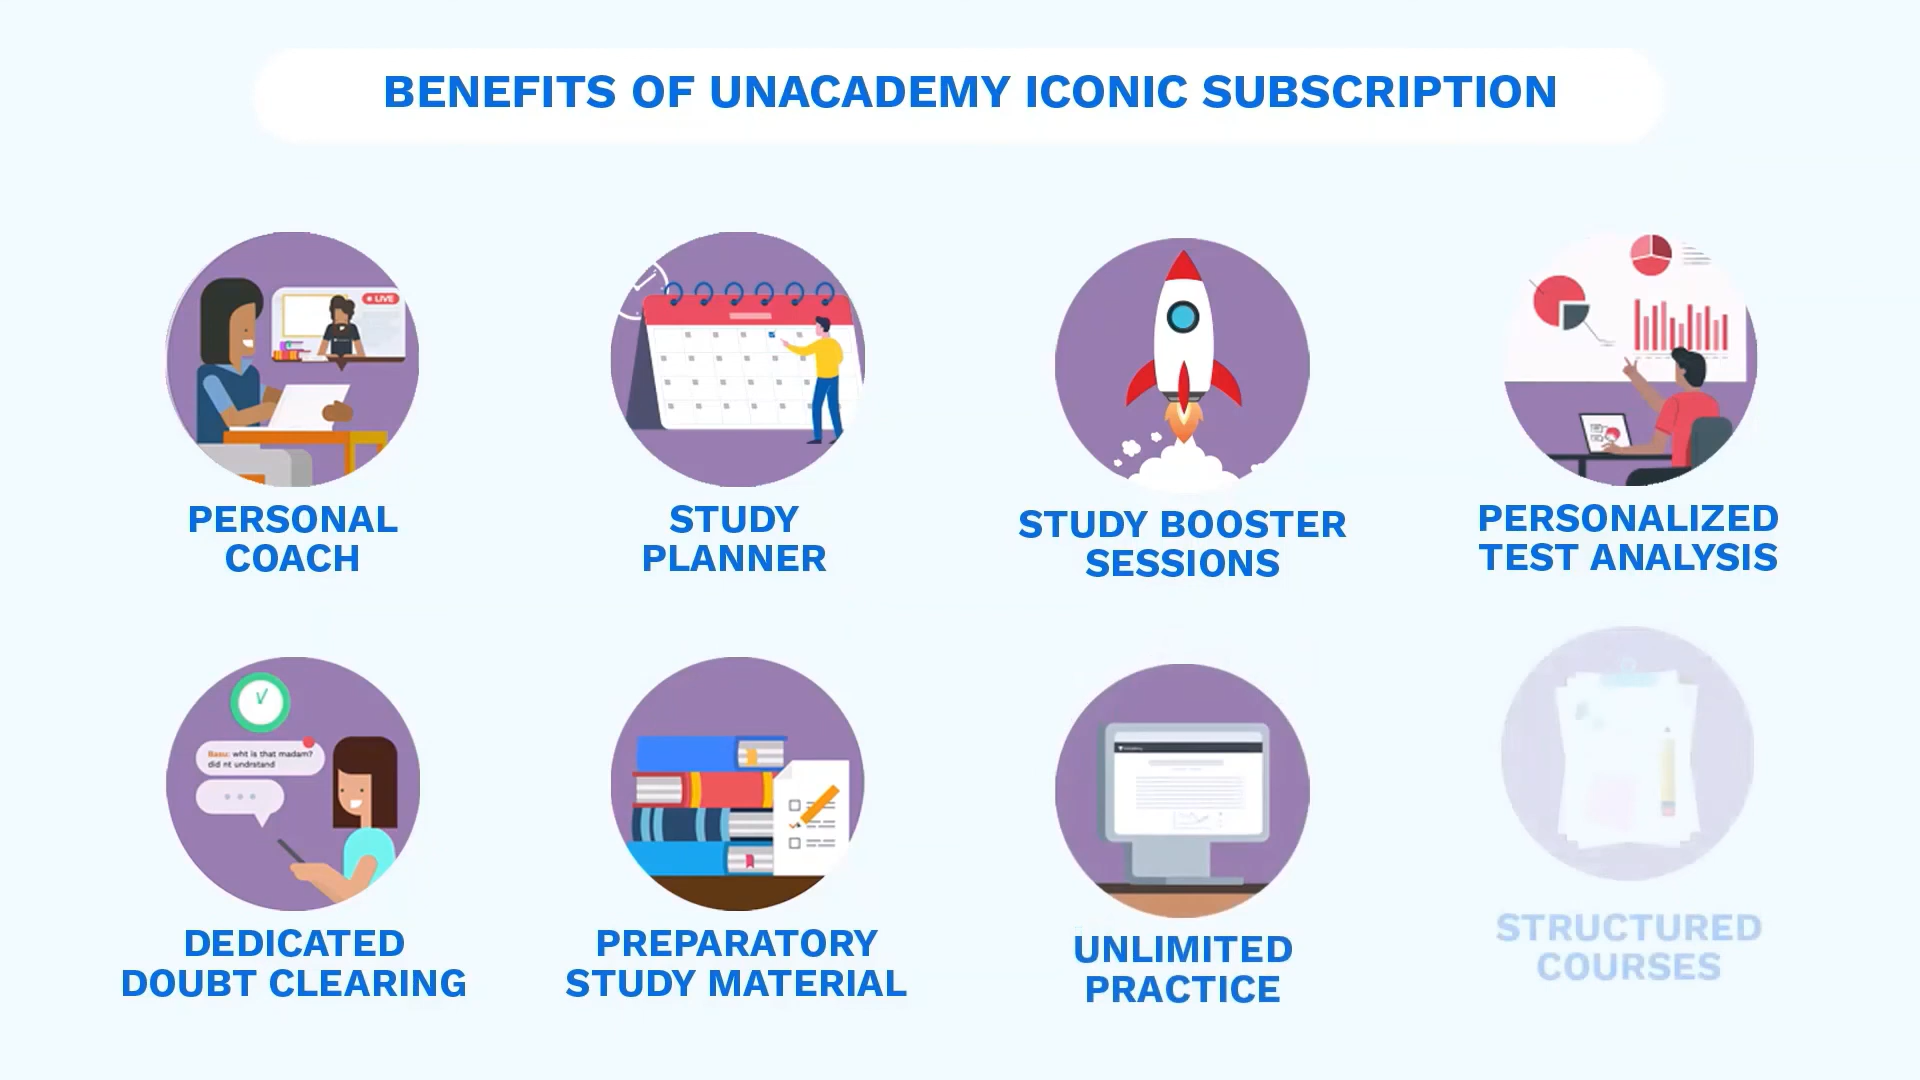 BENEFITS OF UNACADEMY ICONIC SUBSCRIPTION
LIVE
PERSONAL
COACH
STUDY
PLANNER
STUDY BOOSTER
SESSIONS
PERSONALIZED
TEST ANALYSIS
Basu: wht is that madam?
did nt undrstand
DEDICATED
DOUBT CLEARING
PREPARATORY
STUDY MATERIAL
UNLIMITED
PRACTICE
STRUCTURED
COURSES